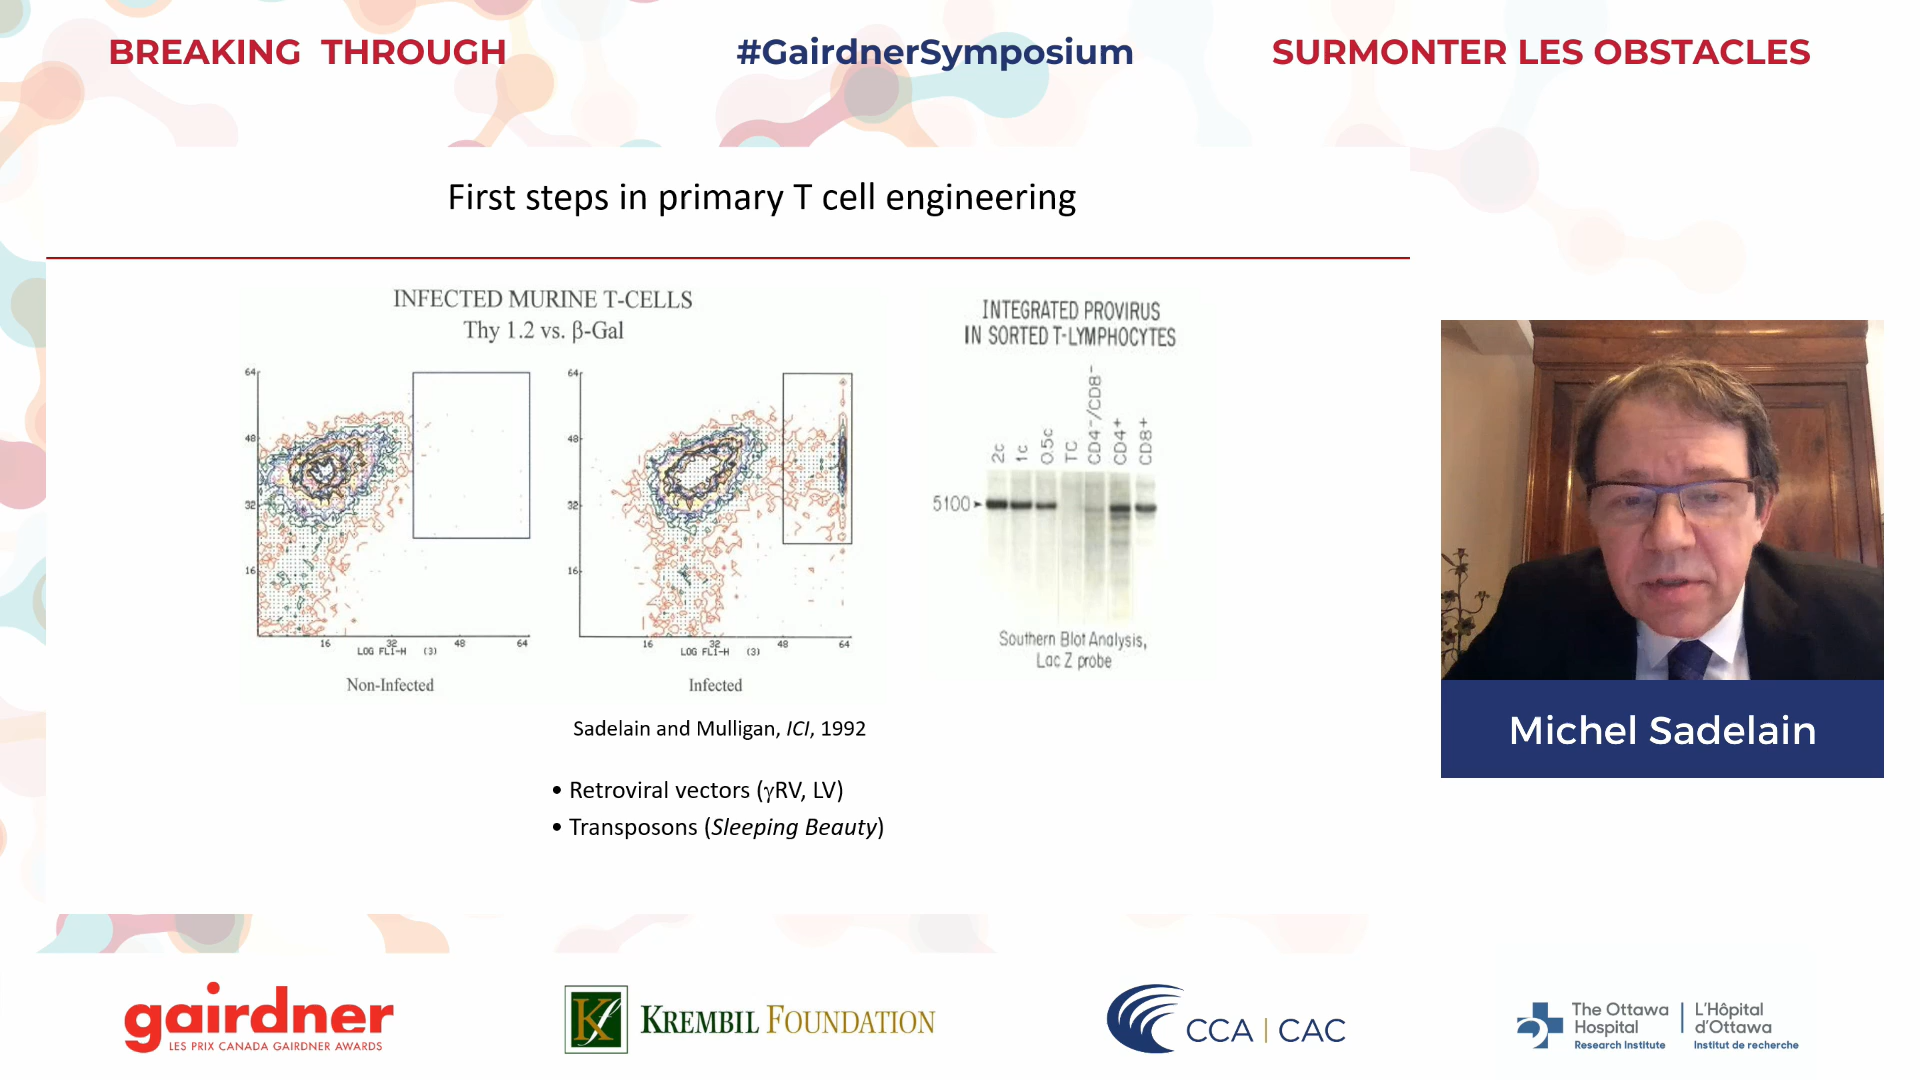 BREAKING THROUGH
#GairdnerSymposium
SURMONTER LES OBSTACLES
First steps in primary T cell engineering
INFECTED MURINE T-CELLS
Thy 1.2 vs. β-Gal
64
48
32
16
16
32
48
64
LOG FL1-H (3)
Non-Infected
64
48
32
16
16
32
48
64
LOG FL1-H (3)
Infected
INTEGRATED PROVIRUS
IN SORTED T-LYMPHOCYTES
2c
1c
0.5c
TC
CD4-/CD8-
CD4+
CD8+
5100
Southern Blot Analysis,
Lac Z probe
Sadelain and Mulligan, ICI, 1992
• Retroviral vectors (γRV, LV)
• Transposons (Sleeping Beauty)
Michel Sadelain
gairdner
LES PRIX CANADA GAIRDNER AWARDS
Kf
KREMBIL FOUNDATION
CCA | CAC
The Ottawa
Hospital
Research Institute
L'Hôpital
d'Ottawa
Institut de recherche